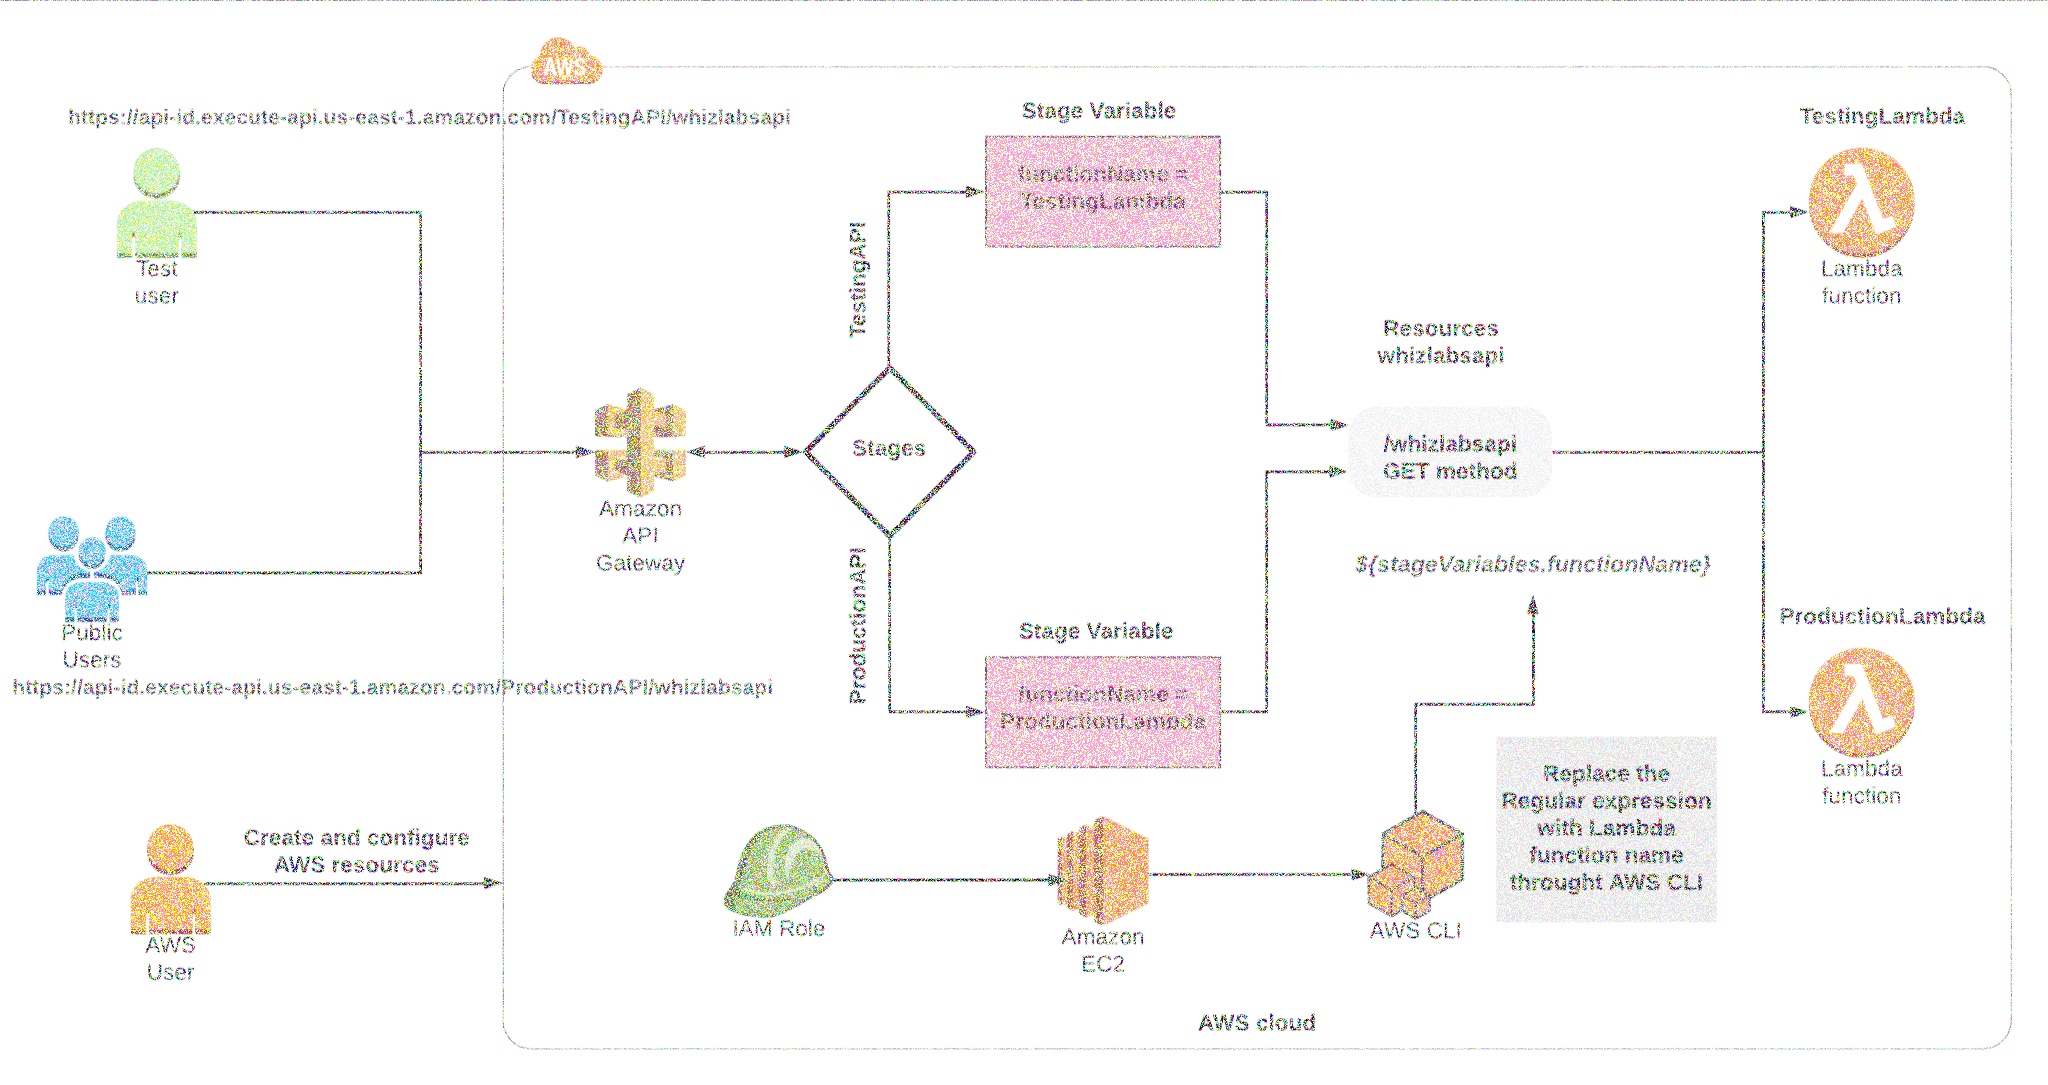 AWS
https://api-id.execute-api.us-east-1.amazon.com/TestingAPI/whizlabsapi
Test
user
Public
Users
https://api-id.execute-api.us-east-1.amazon.com/ProductionAPI/whizlabsapi
Create and configure
AWS resources
AWS
User
Amazon
API
Gateway
Stages
TestingAPI
ProductionAPI
Stage Variable
functionName =
TestingLambda
Stage Variable
functionName =
ProductionLambda
Resources
whizlabsapi
/whizlabsapi
GET method
${stageVariables.functionName}
TestingLambda
Lambda
function
ProductionLambda
Lambda
function
IAM Role
Amazon
EC2
AWS CLI
Replace the
Regular expression
with Lambda
function name
throught AWS CLI
AWS cloud